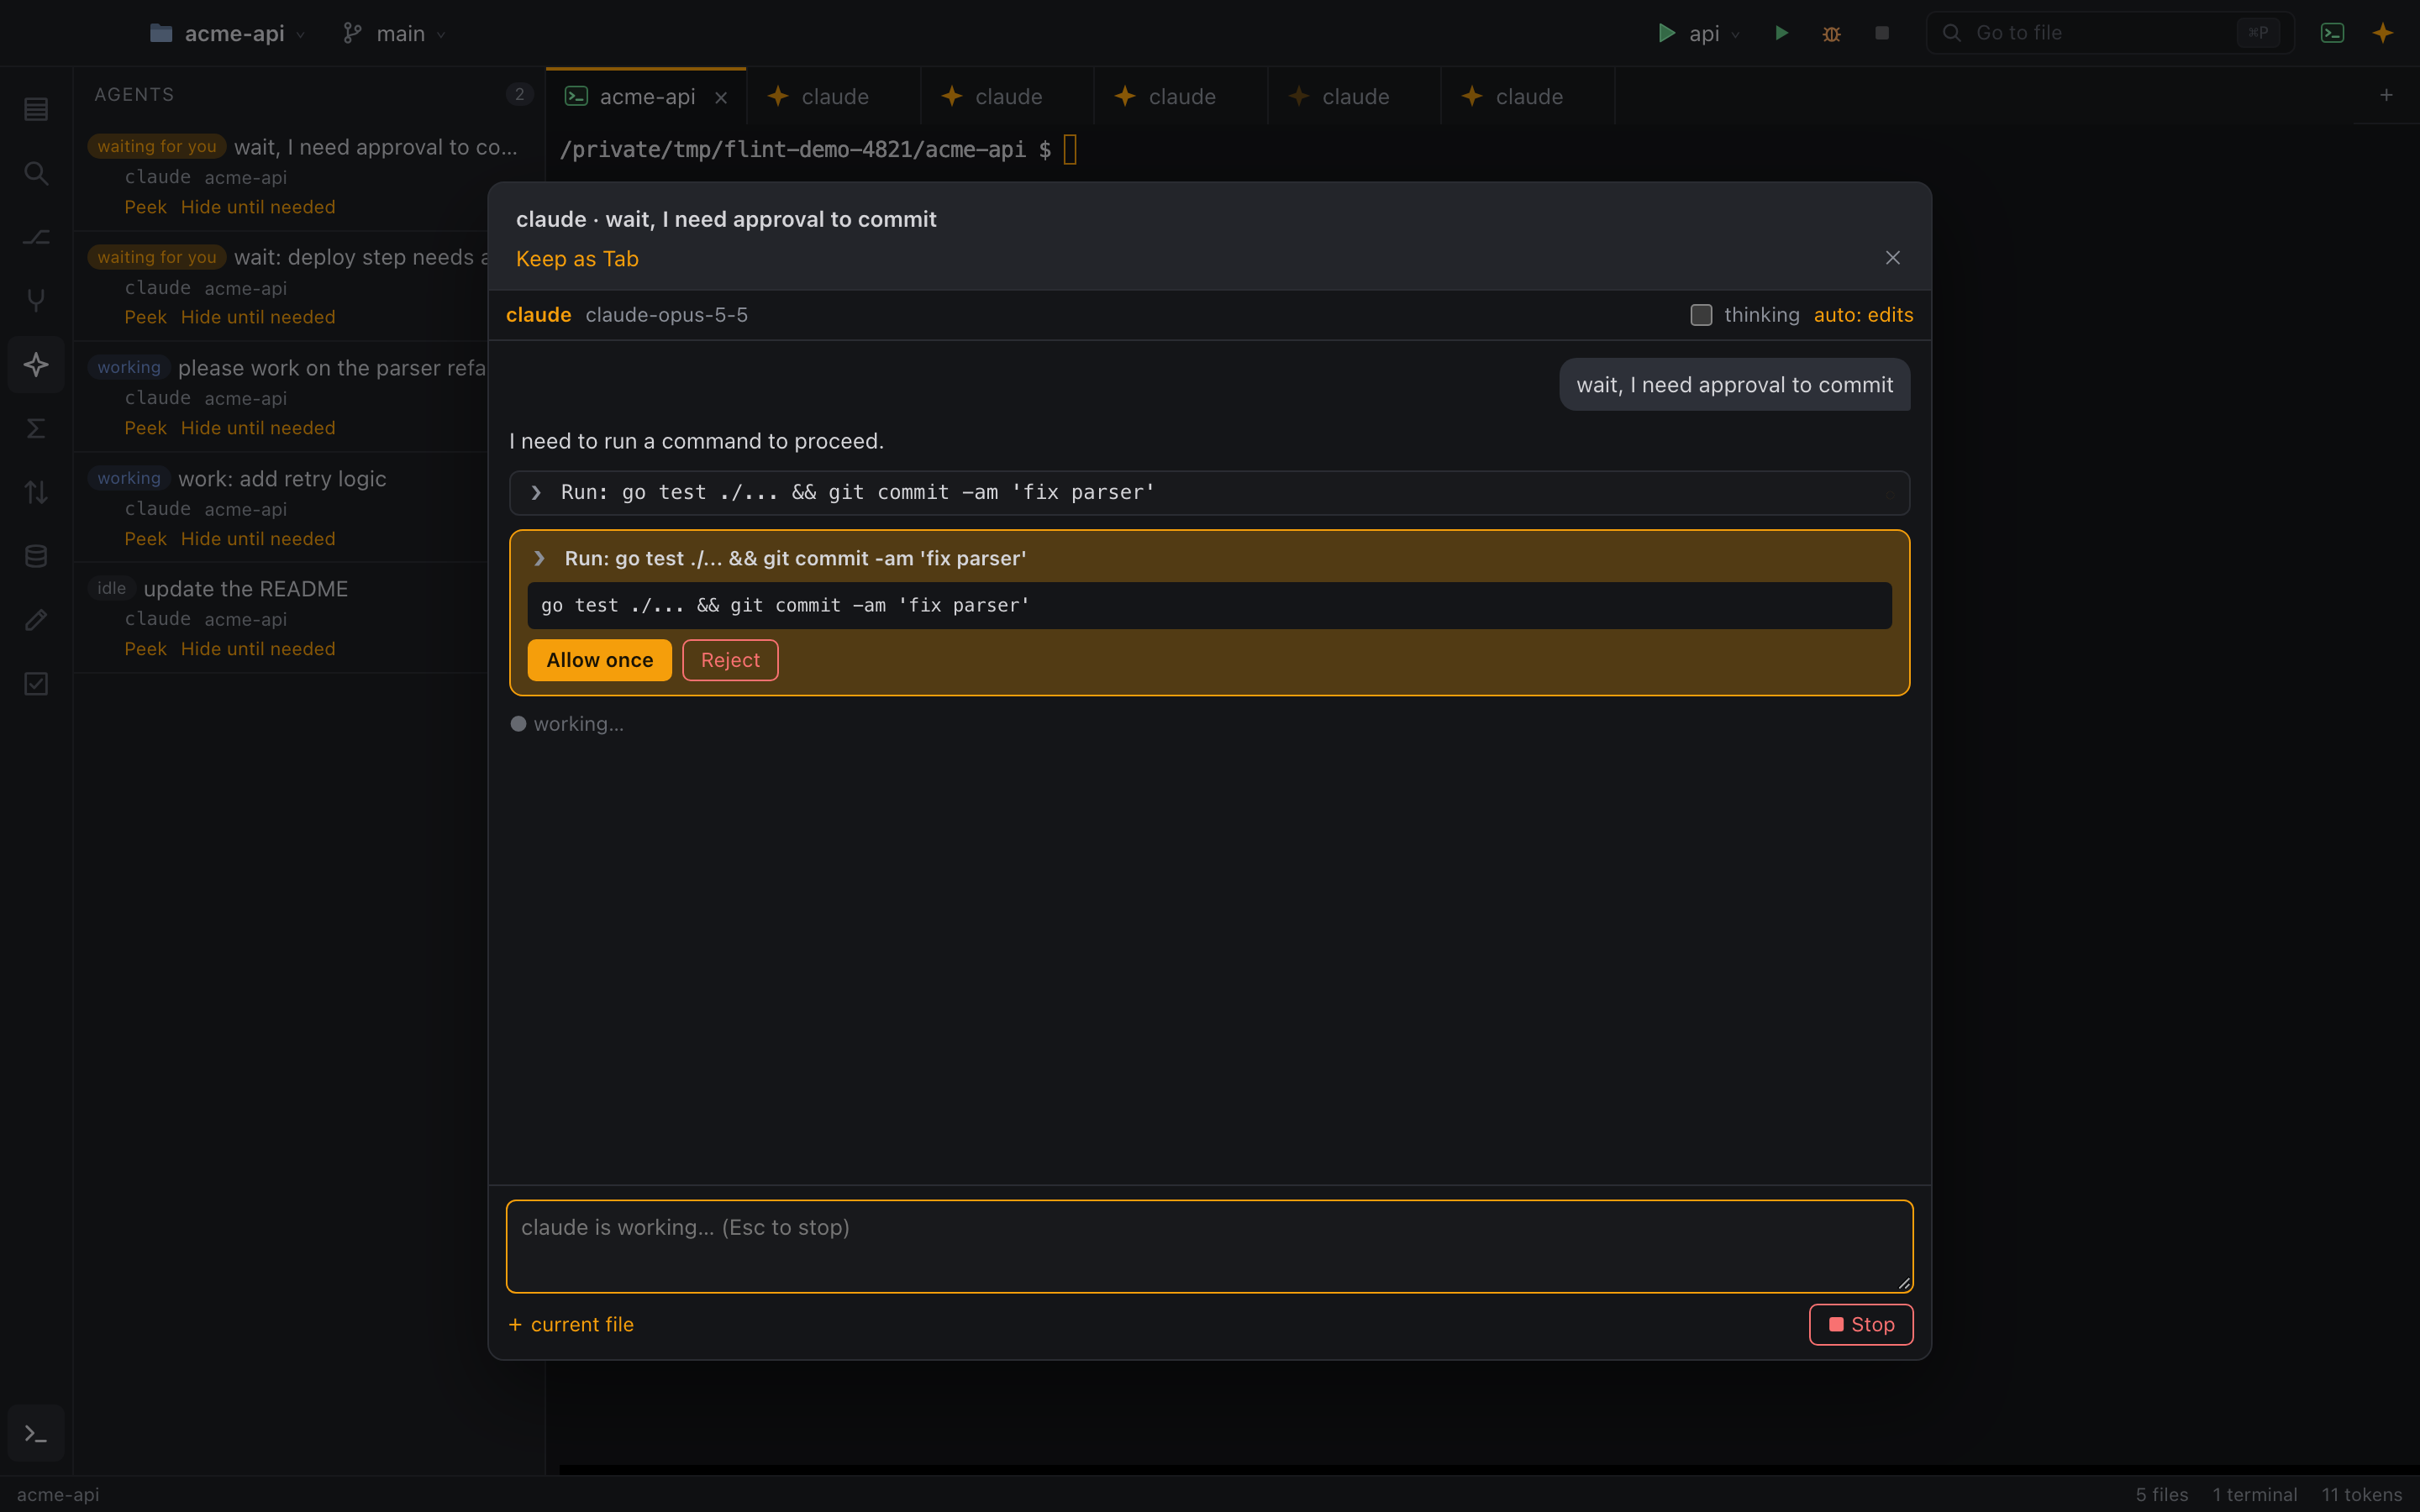 acme-api
main
api
Go to file
⌘P
AGENTS
2
waiting for you wait, I need approval to co...
claude acme-api
Peek Hide until needed
waiting for you wait: deploy step needs a
claude acme-api
Peek Hide until needed
working please work on the parser refa
claude acme-api
Peek Hide until needed
working work: add retry logic
claude acme-api
Peek Hide until needed
idle update the README
claude acme-api
Peek Hide until needed
acme-api × claude claude claude claude claude +
/private/tmp/flint-demo-4821/acme-api $
claude · wait, I need approval to commit
Keep as Tab
claude claude-opus-5-5 thinking auto: edits
wait, I need approval to commit
I need to run a command to proceed.
❯ Run: go test ./... && git commit -am 'fix parser'
❯ Run: go test ./... && git commit -am 'fix parser'
go test ./... && git commit -am 'fix parser'
Allow once Reject
working...
claude is working... (Esc to stop)
+ current file
Stop
acme-api
5 files 1 terminal 11 tokens